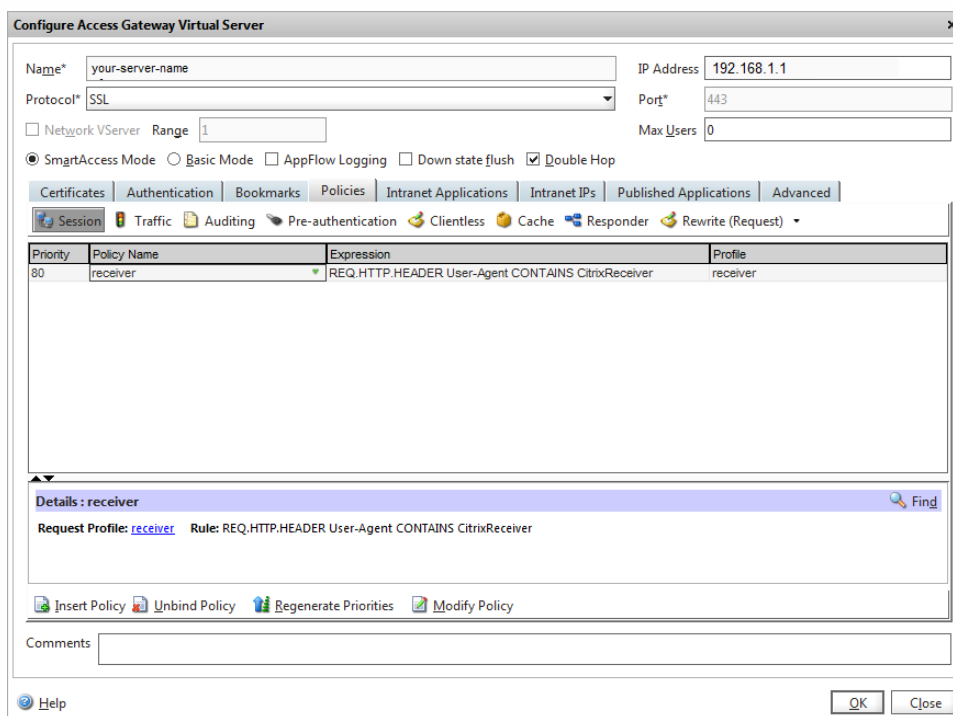 Configure Access Gateway Virtual Server
Name* your-server-name IP Address 192.168.1.1
Protocol* SSL Port* 443
Network VServer Range 1 Max Users 0
SmartAccess Mode Basic Mode AppFlow Logging Down state flush Double Hop
Certificates Authentication Bookmarks Policies Intranet Applications Intranet IPs Published Applications Advanced
Session Traffic Auditing Pre-authentication Clientless Cache Responder Rewrite (Request)
Priority Policy Name Expression Profile
80 receiver REQ.HTTP.HEADER User-Agent CONTAINS CitrixReceiver receiver
Details : receiver Find
Request Profile: receiver Rule: REQ.HTTP.HEADER User-Agent CONTAINS CitrixReceiver
Insert Policy Unbind Policy Regenerate Priorities Modify Policy
Comments
Help OK Close